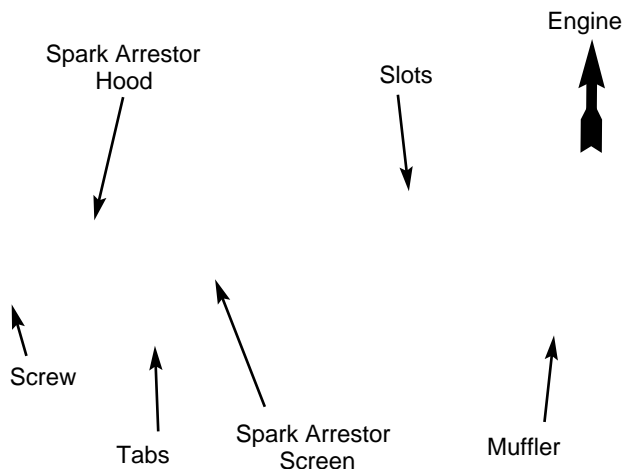 Engine
Spark Arrestor
Hood
Slots
Screw
Tabs
Spark Arrestor
Screen
Muffler